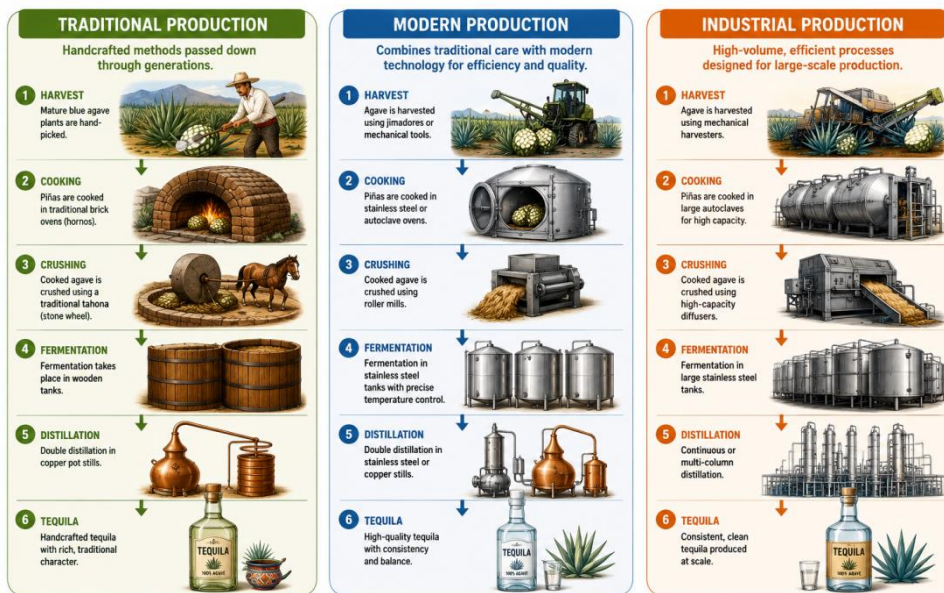 TRADITIONAL PRODUCTION
Handcrafted methods passed down
through generations.
1 HARVEST
Mature blue agave
plants are hand-
picked.
2 COOKING
Piñas are cooked
in traditional brick
ovens (hornos).
3 CRUSHING
Cooked agave is
crushed using a
traditional tahona
(stone wheel).
4 FERMENTATION
Fermentation takes
place in wooden
tanks.
5 DISTILLATION
Double distillation in
copper pot stills.
6 TEQUILA
Handcrafted tequila
with rich, traditional
character.
TEQUILA
100% AGAVE
MODERN PRODUCTION
Combines traditional care with modern
technology for efficiency and quality.
1 HARVEST
Agave is harvested
using jimadores or
mechanical tools.
2 COOKING
Piñas are cooked in
stainless steel or
autoclave ovens.
3 CRUSHING
Cooked agave is
crushed using
roller mills.
4 FERMENTATION
Fermentation in
stainless steel
tanks with precise
temperature control.
5 DISTILLATION
Double distillation in
stainless steel or
copper stills.
6 TEQUILA
High-quality tequila
with consistency
and balance.
TEQUILA
100% AGAVE
INDUSTRIAL PRODUCTION
High-volume, efficient processes
designed for large-scale production.
1 HARVEST
Agave is harvested
using mechanical
harvesters.
2 COOKING
Piñas are cooked in
large autoclaves
for high capacity.
3 CRUSHING
Cooked agave is
crushed using
high-capacity
diffusers.
4 FERMENTATION
Fermentation in
large stainless steel
tanks.
5 DISTILLATION
Continuous or
multi-column
distillation.
6 TEQUILA
Consistent, clean
tequila produced
at scale.
TEQUILA
100% AGAVE